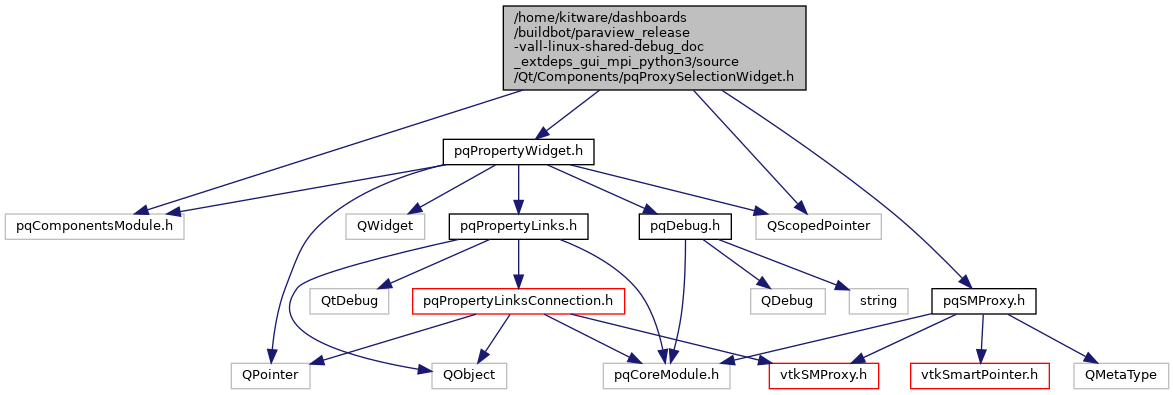 /home/kitware/dashboards
/buildbot/paraview_release
-vall-linux-shared-debug_doc
_extdeps_gui_mpi_python3/source
/Qt/Components/pqProxySelectionWidget.h
pqPropertyWidget.h
pqComponentsModule.h
QWidget
pqPropertyLinks.h
pqDebug.h
QScopedPointer
QtDebug
pqPropertyLinksConnection.h
QDebug
string
pqSMProxy.h
QPointer
QObject
pqCoreModule.h
vtkSMProxy.h
vtkSmartPointer.h
QMetaType